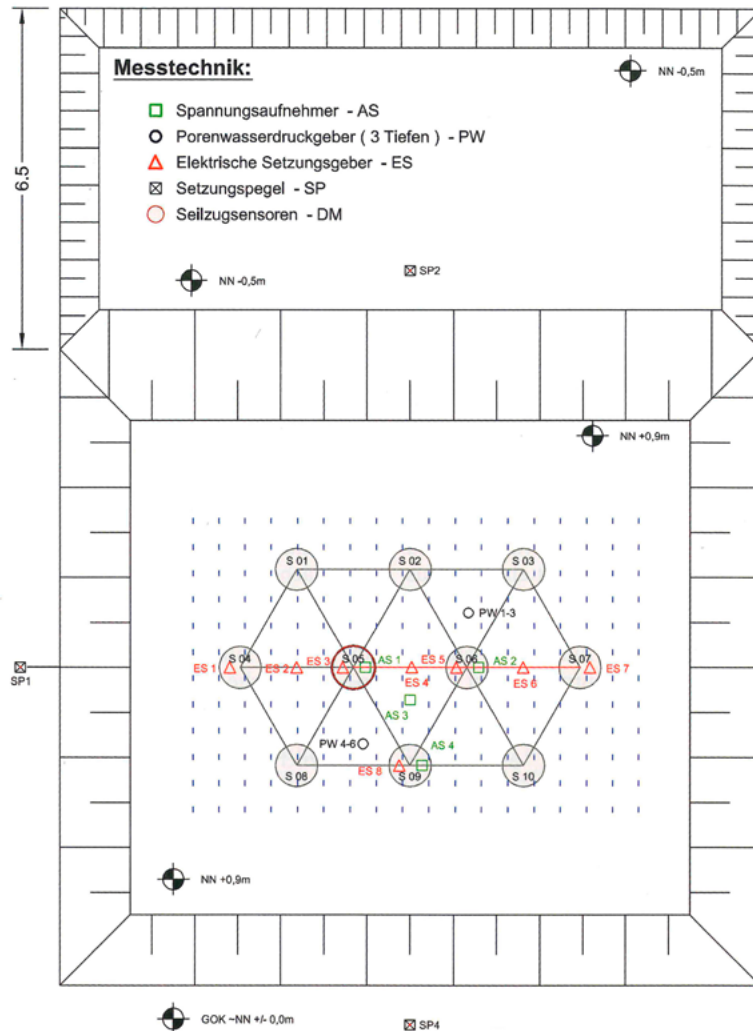 Messtechnik:
NN -0,5m
Spannungsaufnehmer - AS
Porenwasserdruckgeber ( 3 Tiefen ) - PW
Elektrische Setzungsgeber - ES
Setzungspegel - SP
Seilzugsensoren - DM
6.5
NN -0,5m
SP2
NN +0,9m
S 01
S 02
S 03
PW 1-3
S 04
S 05
S 06
S 07
ES 1
ES 2
ES 3
AS 1
ES 5
AS 2
ES 7
SP1
ES 4
ES 6
AS 3
PW 4-6
AS 4
ES 8
S 08
S 09
S 10
NN +0,9m
GOK ~NN +/- 0,0m
SP4